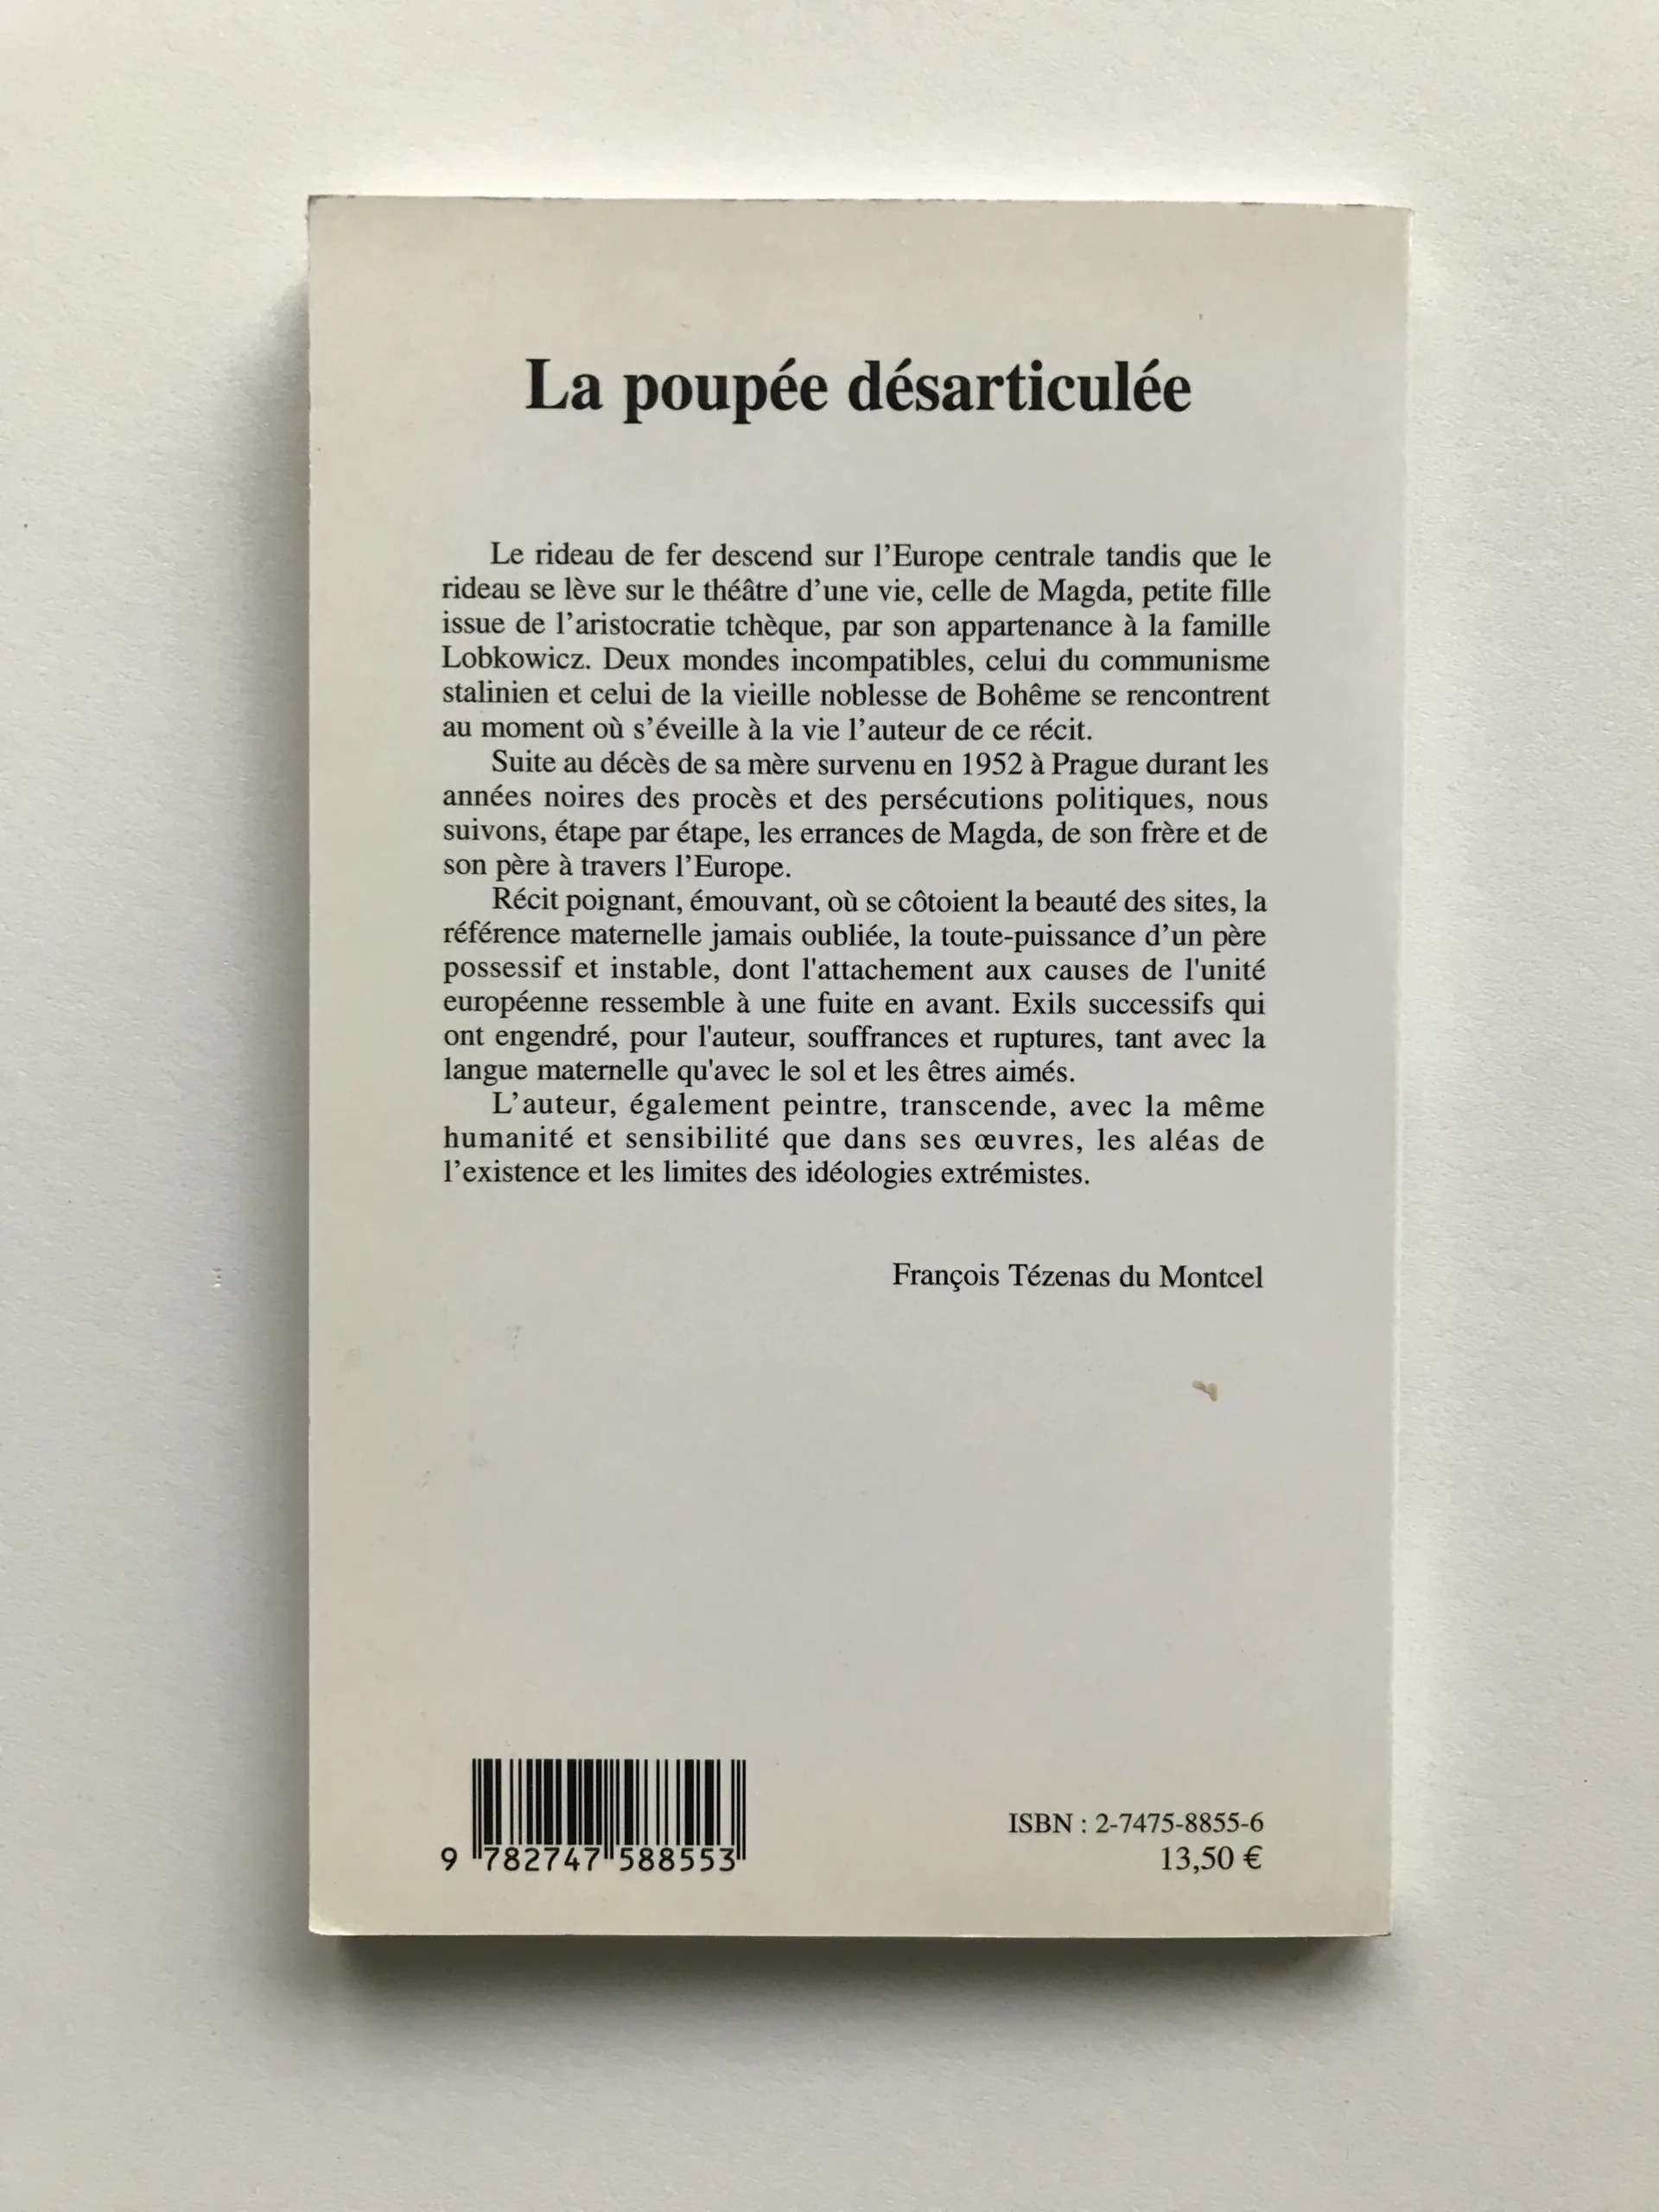 La poupée désarticulée
Le rideau de fer descend sur l’Europe centrale tandis que le
rideau se lève sur le théâtre d’une vie, celle de Magda, petite fille
issue de l’aristocratie tchèque, par son appartenance à la famille
Lobkowicz. Deux mondes incompatibles, celui du communisme
stalinien et celui de la vieille noblesse de Bohême se rencontrent
au moment où s’éveille à la vie l’auteur de ce récit.
Suite au décès de sa mère survenu en 1952 à Prague durant les
années noires des procès et des persécutions politiques, nous
suivons, étape par étape, les errances de Magda, de son frère et de
son père à travers l’Europe.
Récit poignant, émouvant, où se côtoient la beauté des sites, la
référence maternelle jamais oubliée, la toute-puissance d’un père
possessif et instable, dont l'attachement aux causes de l'unité
européenne ressemble à une fuite en avant. Exils successifs qui
ont engendré, pour l'auteur, souffrances et ruptures, tant avec la
langue maternelle qu'avec le sol et les êtres aimés.
L’auteur, également peintre, transcende, avec la même
humanité et sensibilité que dans ses œuvres, les aléas de
l’existence et les limites des idéologies extrémistes.
François Tézenas du Montcel
9 782747 588553
ISBN : 2-7475-8855-6
13,50 €